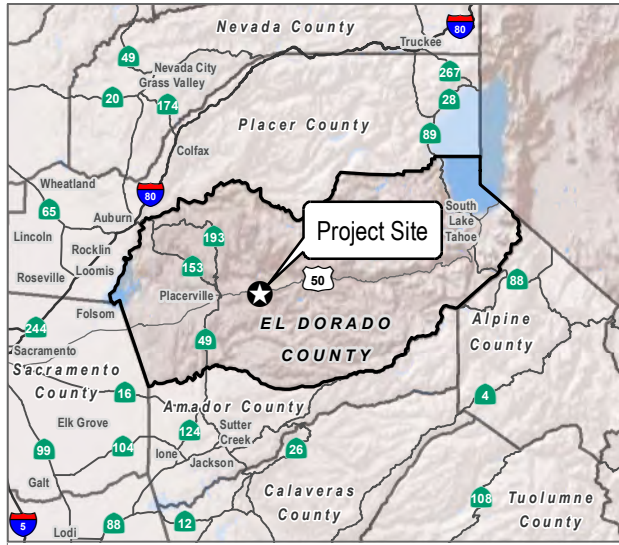 Nevada County
80
Truckee
49
Nevada City
Grass Valley
267
20
174
28
Placer County
89
Colfax
Wheatland
80
65
Auburn
Lincoln
Rocklin
Loomis
Roseville
193
South
Lake
Tahoe
Project Site
153
50
88
Placerville
Folsom
EL DORADO
COUNTY
Alpine
County
244
49
Sacramento
Sacramento
County
16
Amador County
4
Elk Grove
124
Sutter
Creek
99
104
Ione
26
Jackson
Galt
Calaveras
County
108
Tuolumne
County
5
Lodi
88
12